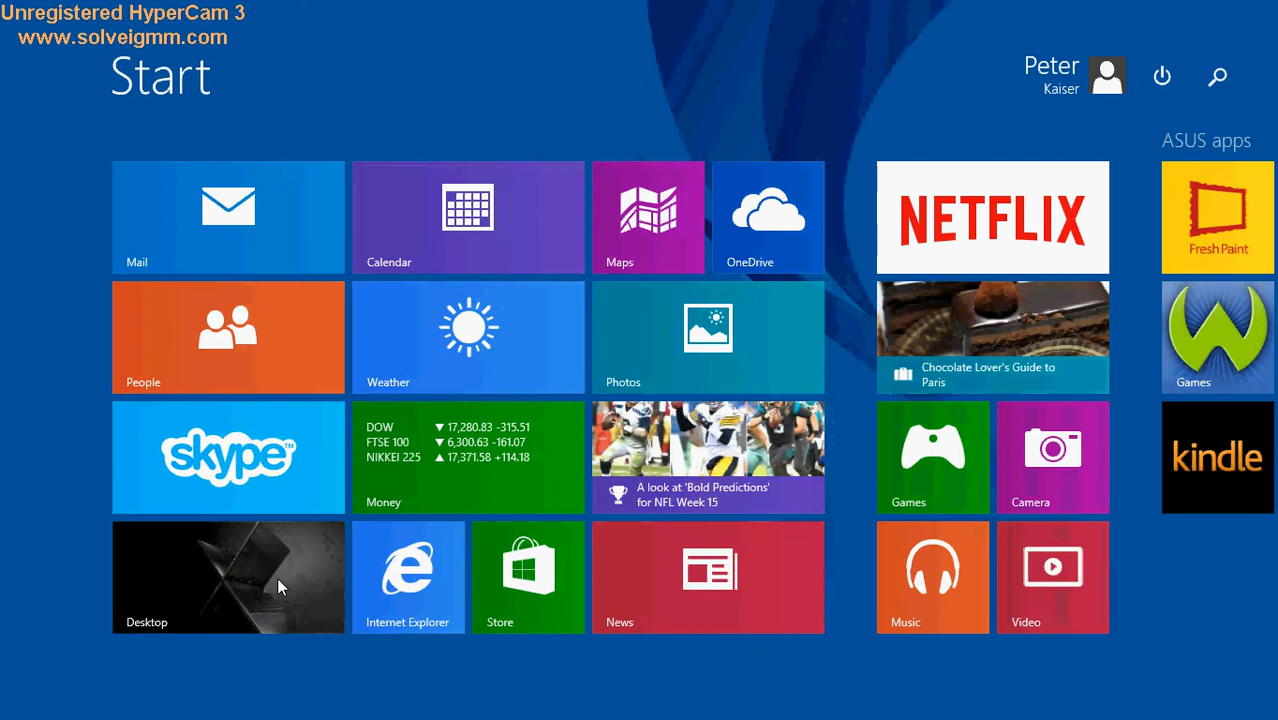 Unregistered HyperCam 3
www.solveigmm.com
Start
Peter
Kaiser
ASUS apps
Mail
Calendar
Maps
OneDrive
NETFLIX
Fresh Paint
People
Weather
Photos
Chocolate Lover's Guide to
Paris
Games
skype™
DOW ▼ 17,280.83 -315.51
FTSE 100 ▼ 6,300.63 -161.07
NIKKEI 225 ▲ 17,371.58 +114.18
Money
A look at 'Bold Predictions'
for NFL Week 15
Games
Camera
kindle
Desktop
Internet Explorer
Store
News
Music
Video